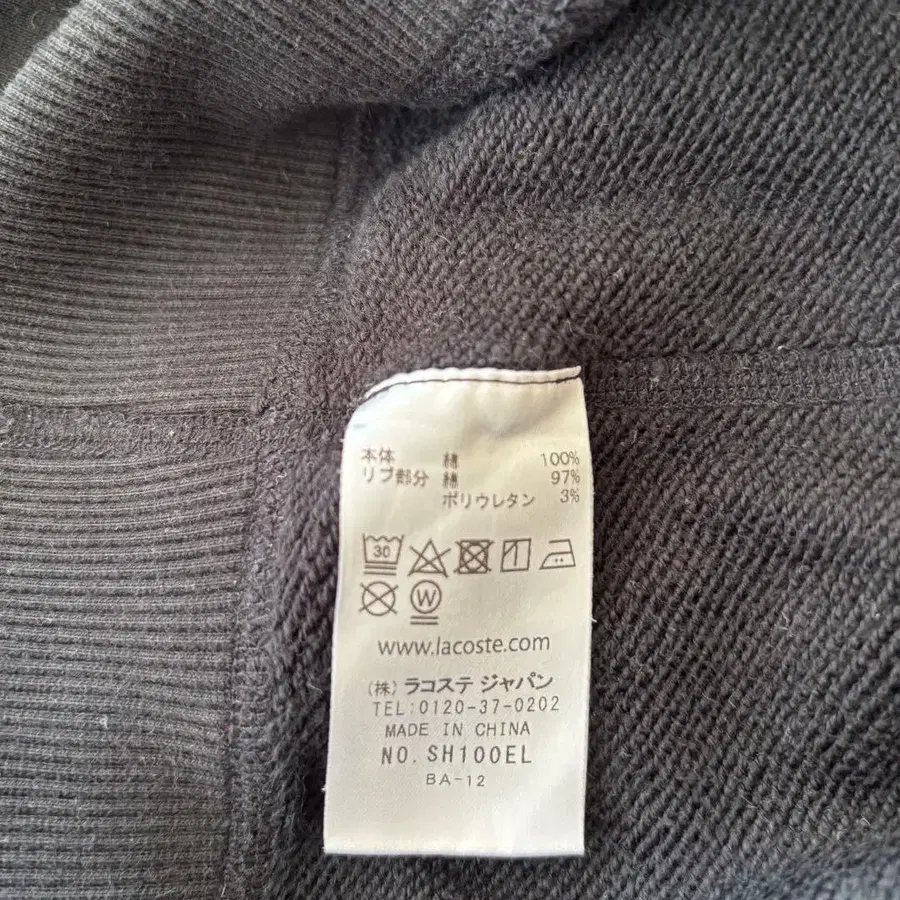 本体 綿 100%
リブ部分 綿 97%
ポリウレタン 3%
30
W
www.lacoste.com
(株) ラコステ ジャパン
TEL:0120-37-0202
MADE IN CHINA
NO. SH100EL
BA-12